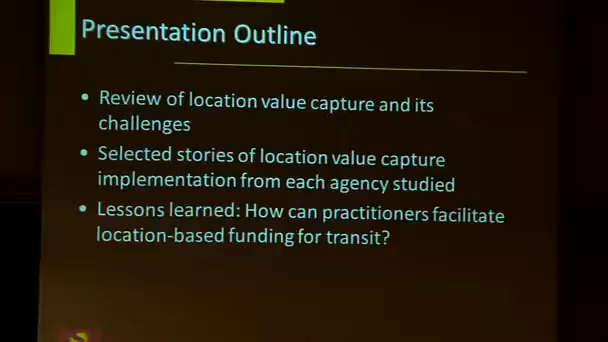 Presentation Outline
• Review of location value capture and its
challenges
• Selected stories of location value capture
implementation from each agency studied
• Lessons learned: How can practitioners facilitate
location-based funding for transit?